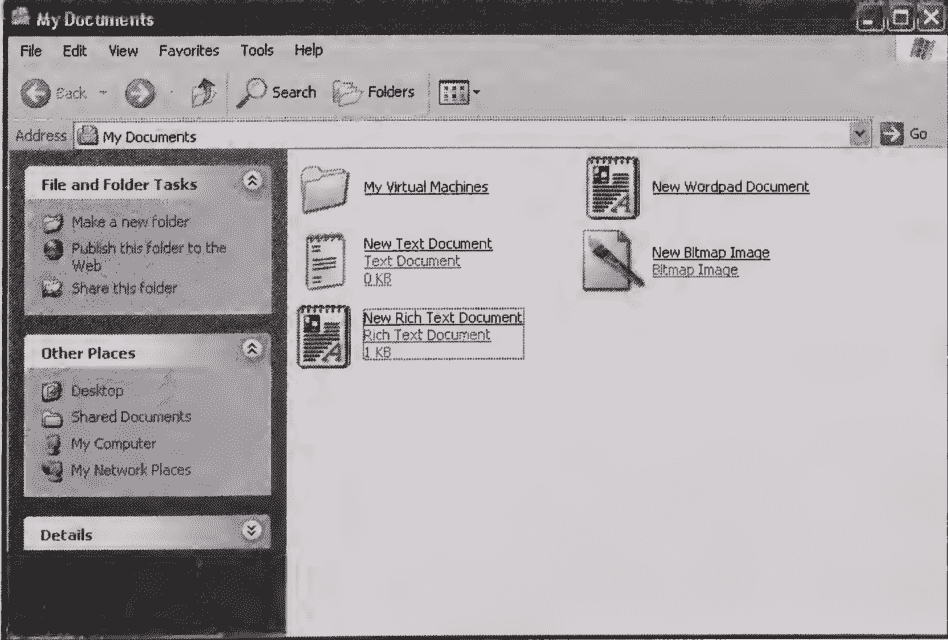 My Documents
File Edit View Favorites Tools Help
Back Search Folders
Address My Documents Go
File and Folder Tasks
Make a new folder
Publish this folder to the
Web
Share this folder
Other Places
Desktop
Shared Documents
My Computer
My Network Places
Details
My Virtual Machines
New Wordpad Document
New Text Document
Text Document
0 KB
New Bitmap Image
Bitmap Image
New Rich Text Document
Rich Text Document
1 KB